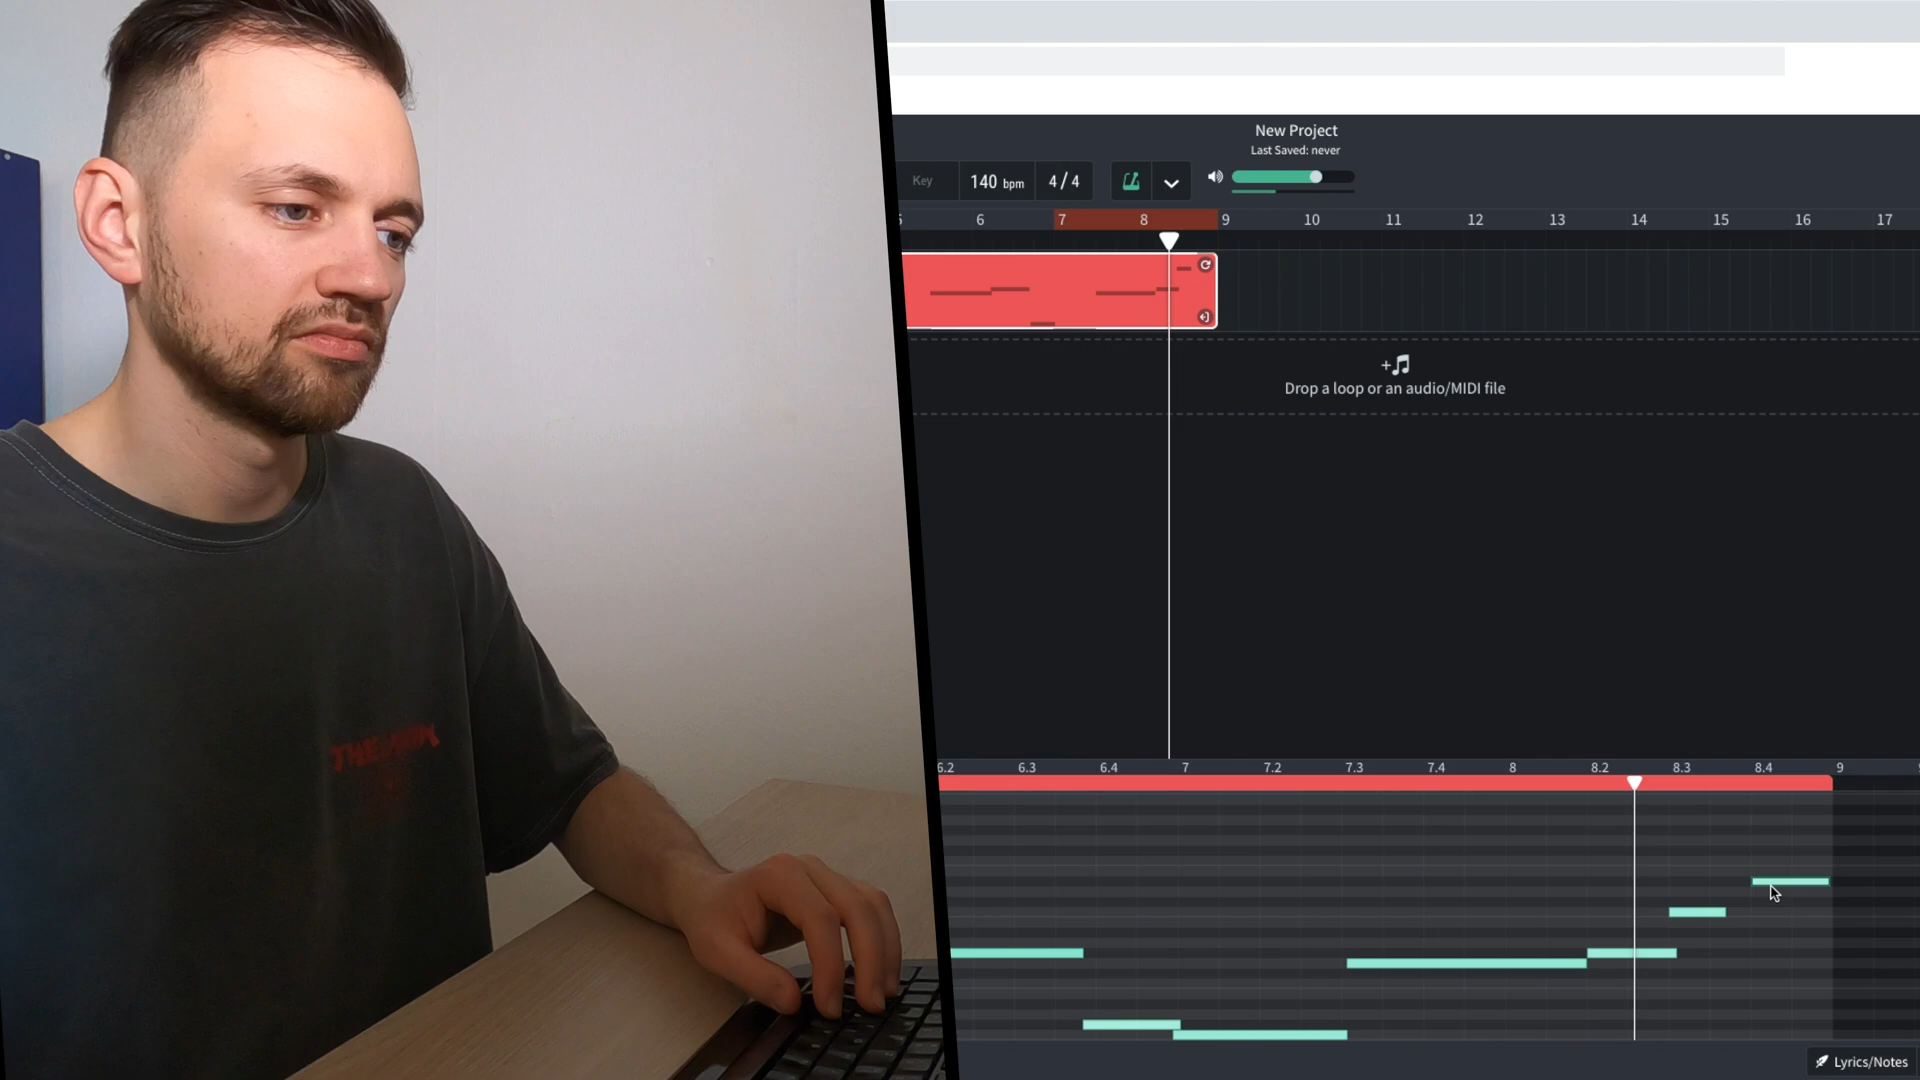 New Project
Last Saved: never
Key
140 bpm
4/4
6 7 8 9 10 11 12 13 14 15 16 17
Drop a loop or an audio/MIDI file
6.2 6.3 6.4 7 7.2 7.3 7.4 8 8.2 8.3 8.4 9
Lyrics/Notes